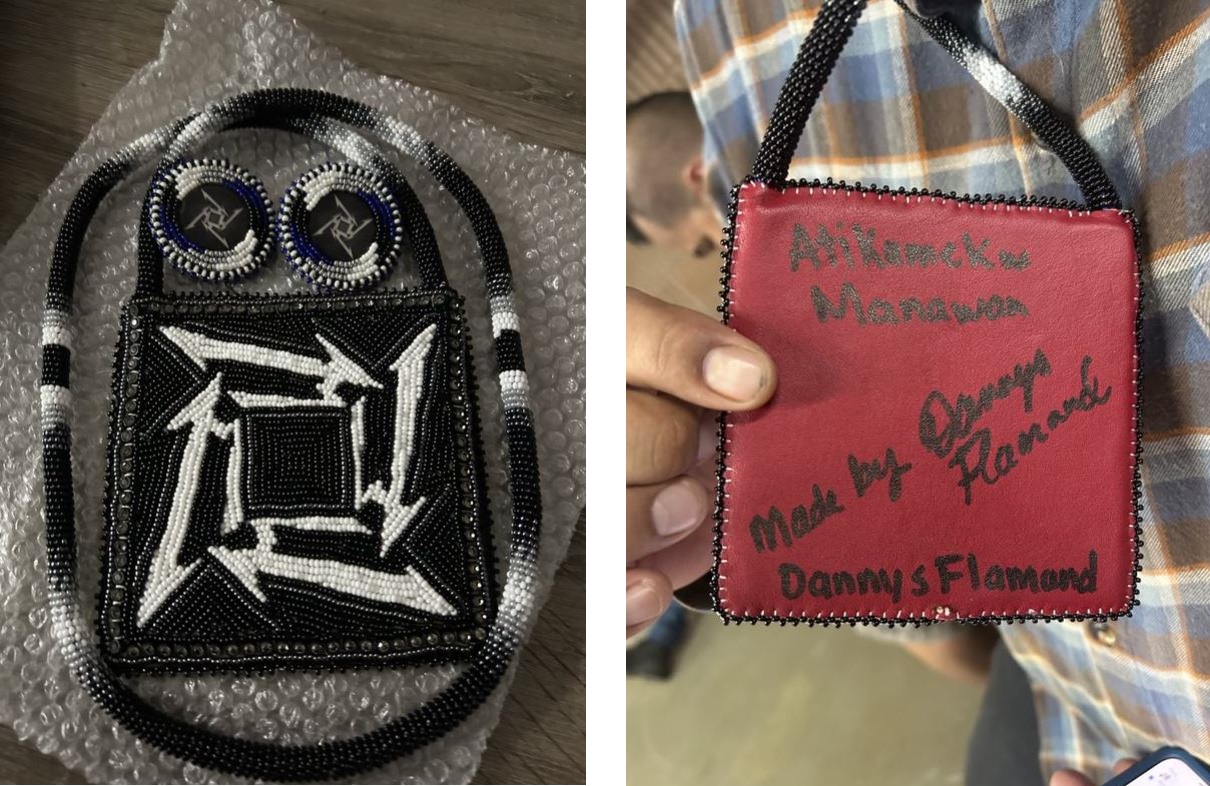 Atikamekw
Manawan
Made by Dannys
Flamand
Dannys Flamand